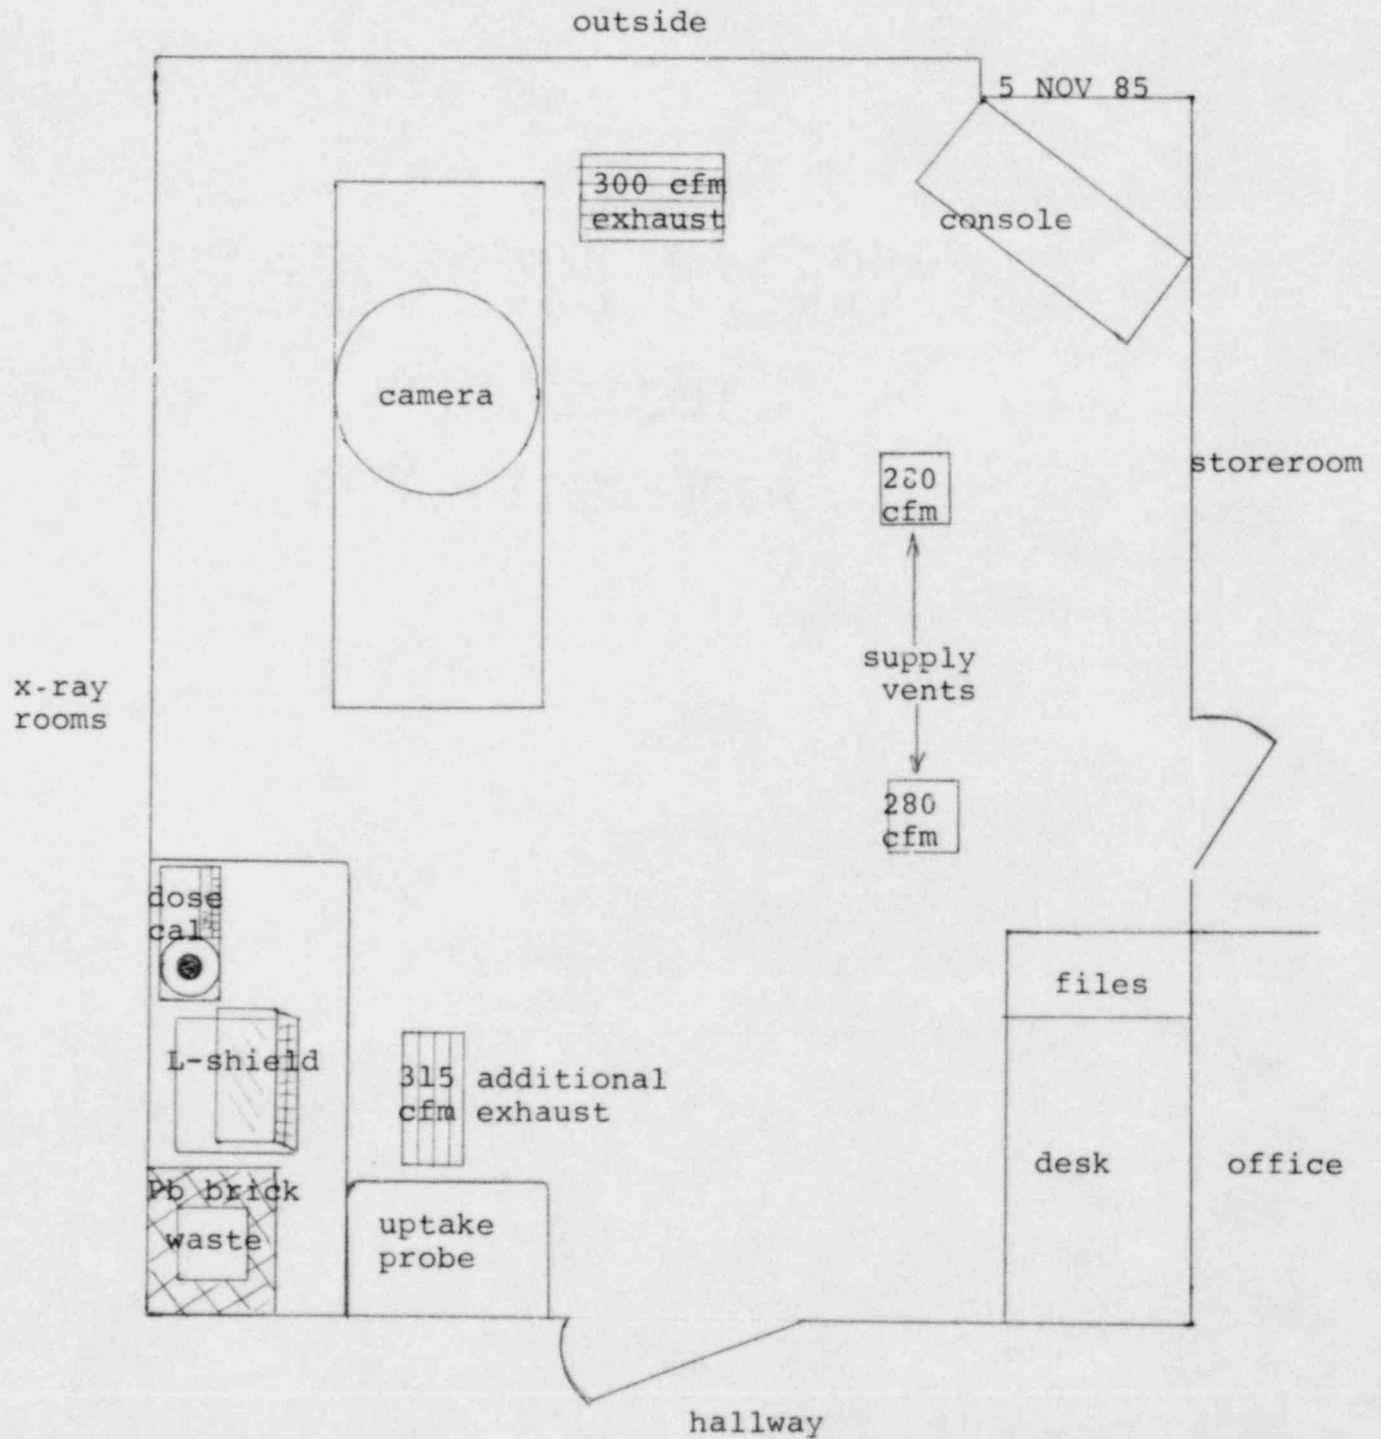 outside
5 NOV 85
300 cfm
exhaust
console
camera
280
cfm
storeroom
supply
vents
x-ray
rooms
280
cfm
dose
cal
files
L-shield
315 additional
cfm exhaust
desk
office
Pb brick
waste
uptake
probe
hallway